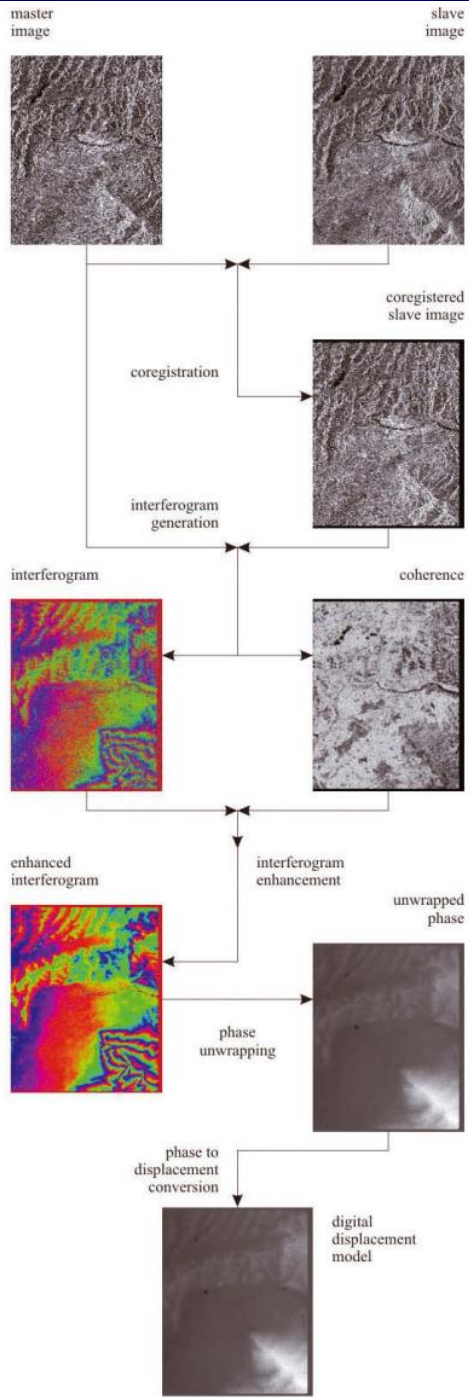 master
image
slave
image
coregistered
slave image
coregistration
interferogram
generation
interferogram
coherence
enhanced
interferogram
interferogram
enhancement
unwrapped
phase
phase
unwrapping
phase to
displacement
conversion
digital
displacement
model